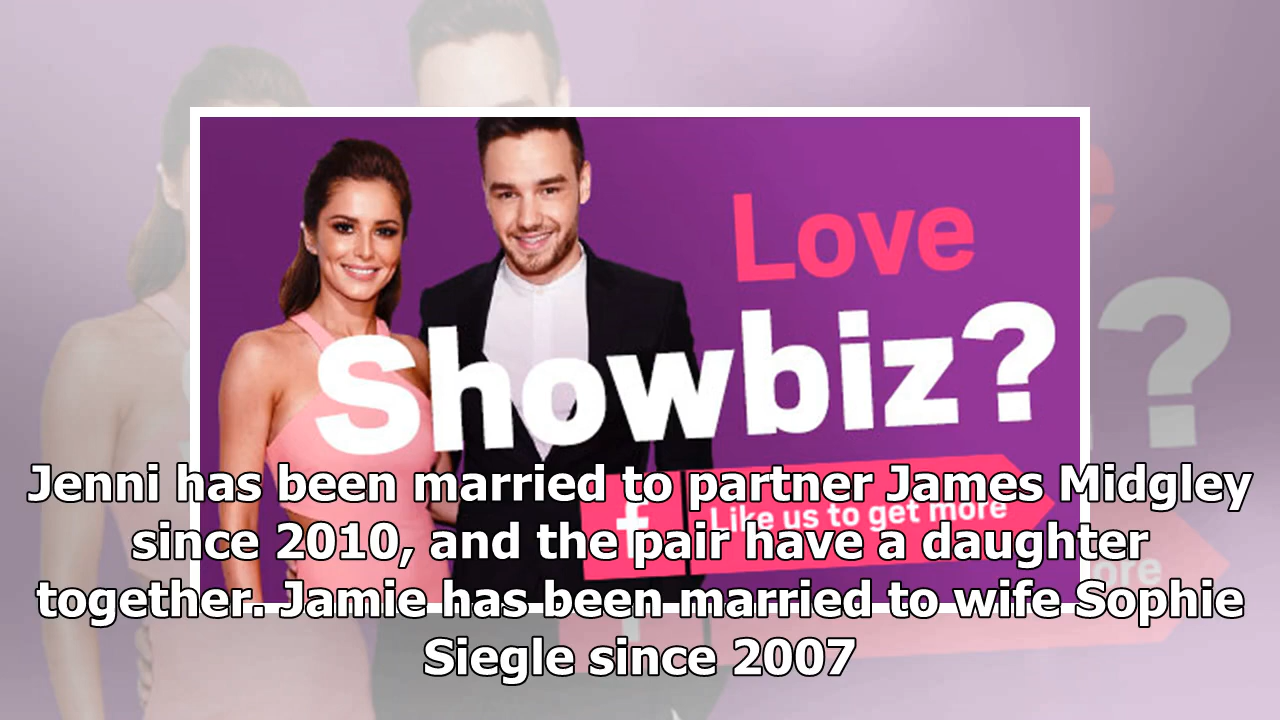 Love
Showbiz?
Like us to get more
Jenni has been married to partner James Midgley
since 2010, and the pair have a daughter
together. Jamie has been married to wife Sophie
Siegle since 2007